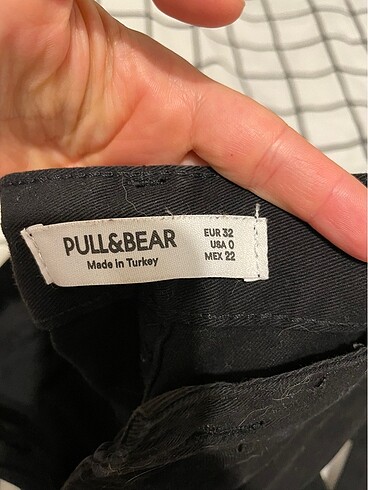 PULL&BEAR
Made in Turkey
EUR 32
USA 0
MEX 22